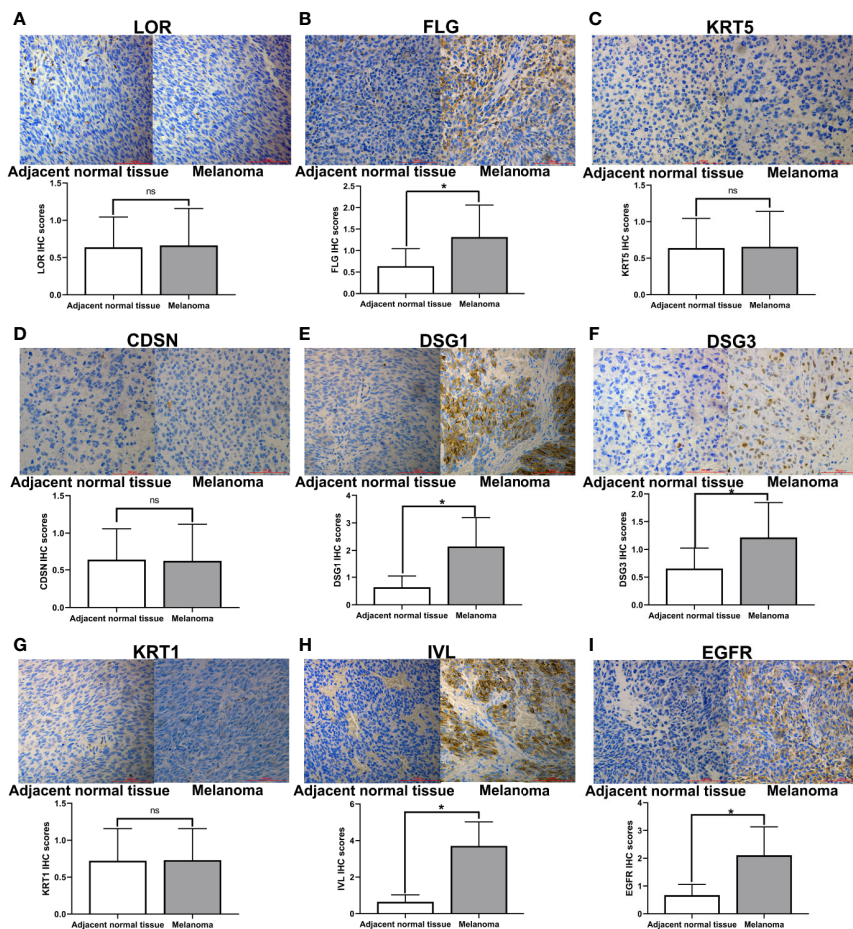 A
LOR
Adjacent normal tissue Melanoma
ns
1.5
1.0
0.5
0.0
LOR IHC scores
Adjacent normal tissue Melanoma
B
FLG
Adjacent normal tissue Melanoma
*
2.5
2.0
1.5
1.0
0.5
0.0
FLG IHC scores
Adjacent normal tissue Melanoma
C
KRT5
Adjacent normal tissue Melanoma
ns
1.5
1.0
0.5
0.0
KRT5 IHC scores
Adjacent normal tissue Melanoma
D
CDSN
Adjacent normal tissue Melanoma
ns
1.5
1.0
0.5
0.0
CDSN IHC scores
Adjacent normal tissue Melanoma
E
DSG1
Adjacent normal tissue Melanoma
*
4
3
2
1
0
DSG1 IHC scores
Adjacent normal tissue Melanoma
F
DSG3
Adjacent normal tissue Melanoma
*
2.0
1.5
1.0
0.5
0.0
DSG3 IHC scores
Adjacent normal tissue Melanoma
G
KRT1
Adjacent normal tissue Melanoma
ns
1.5
1.0
0.5
0.0
KRT1 IHC scores
Adjacent normal tissue Melanoma
H
IVL
Adjacent normal tissue Melanoma
*
6
4
2
0
IVL IHC scores
Adjacent normal tissue Melanoma
I
EGFR
Adjacent normal tissue Melanoma
*
4
3
2
1
0
EGFR IHC scores
Adjacent normal tissue Melanoma